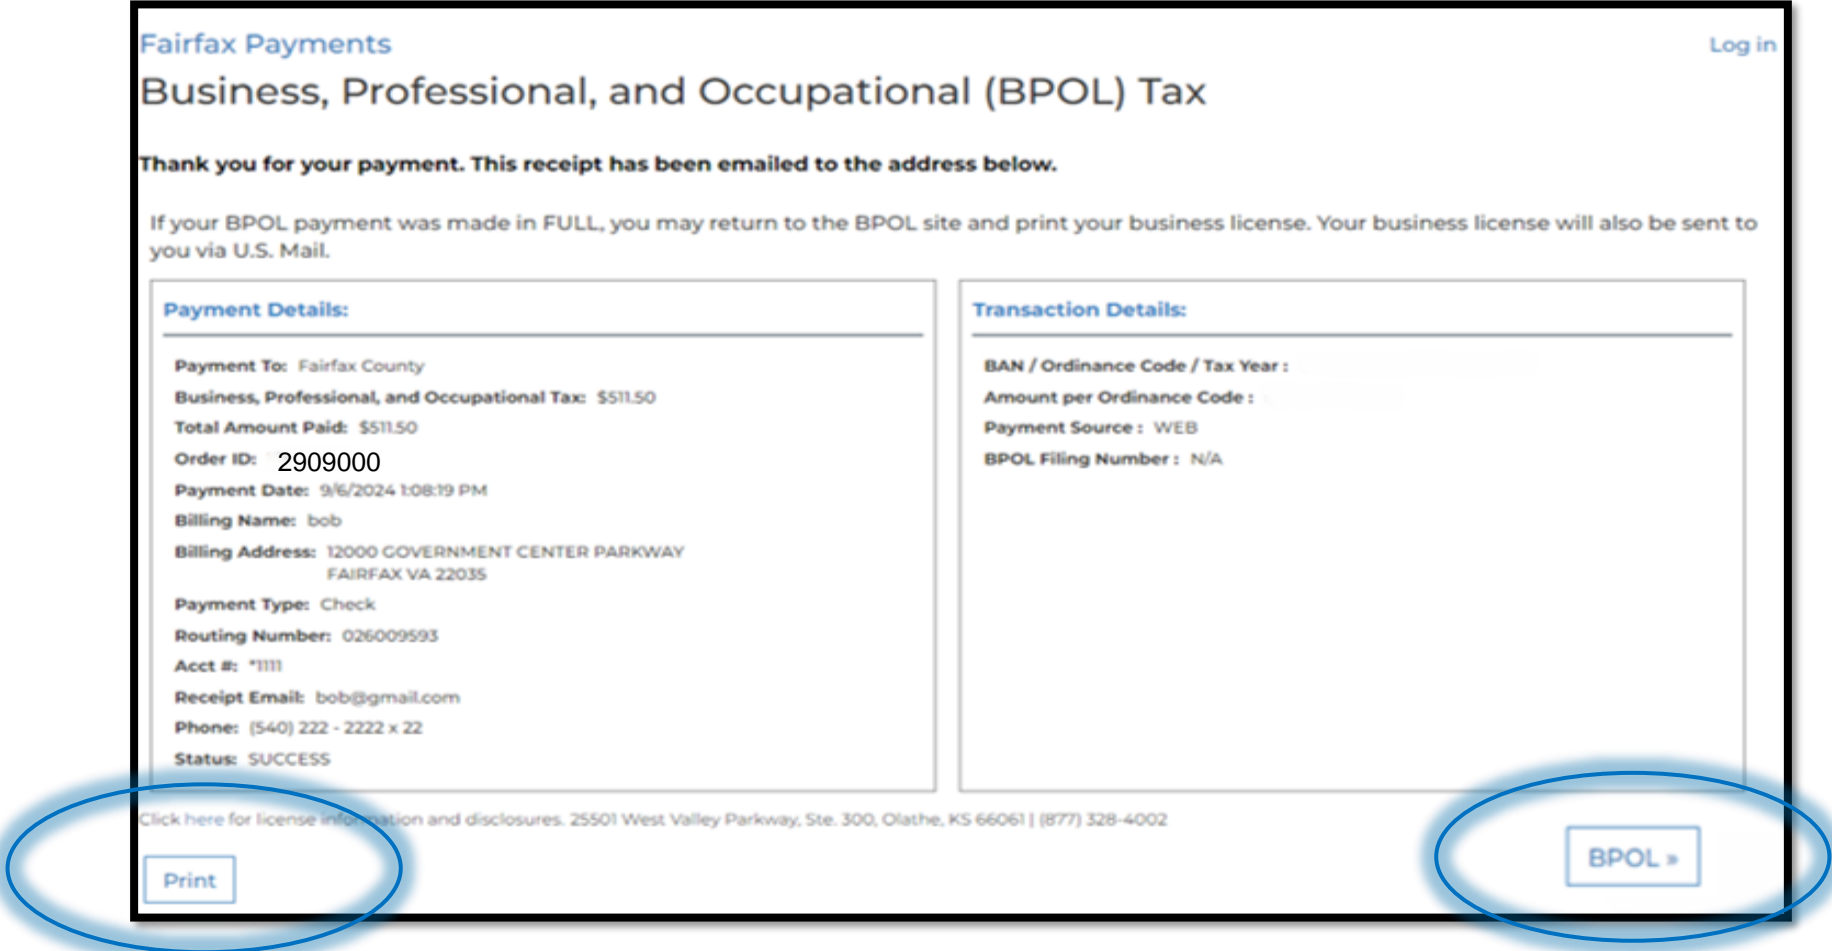 Fairfax Payments
Log in
Business, Professional, and Occupational (BPOL) Tax
Thank you for your payment. This receipt has been emailed to the address below.
If your BPOL payment was made in FULL, you may return to the BPOL site and print your business license. Your business license will also be sent to
you via U.S. Mail.
Payment Details:
Payment To: Fairfax County
Business, Professional, and Occupational Tax: $511.50
Total Amount Paid: $511.50
Order ID: 2909000
Payment Date: 9/6/2024 1:08:19 PM
Billing Name: bob
Billing Address: 12000 GOVERNMENT CENTER PARKWAY
FAIRFAX VA 22035
Payment Type: Check
Routing Number: 026009593
Acct #: *1111
Receipt Email: bob@gmail.com
Phone: (540) 222 - 2222 x 22
Status: SUCCESS
Transaction Details:
BAN / Ordinance Code / Tax Year :
Amount per Ordinance Code :
Payment Source : WEB
BPOL Filing Number : N/A
Click here for license information and disclosures. 25501 West Valley Parkway, Ste. 300, Olathe, KS 66061 | (877) 328-4002
Print
BPOL »